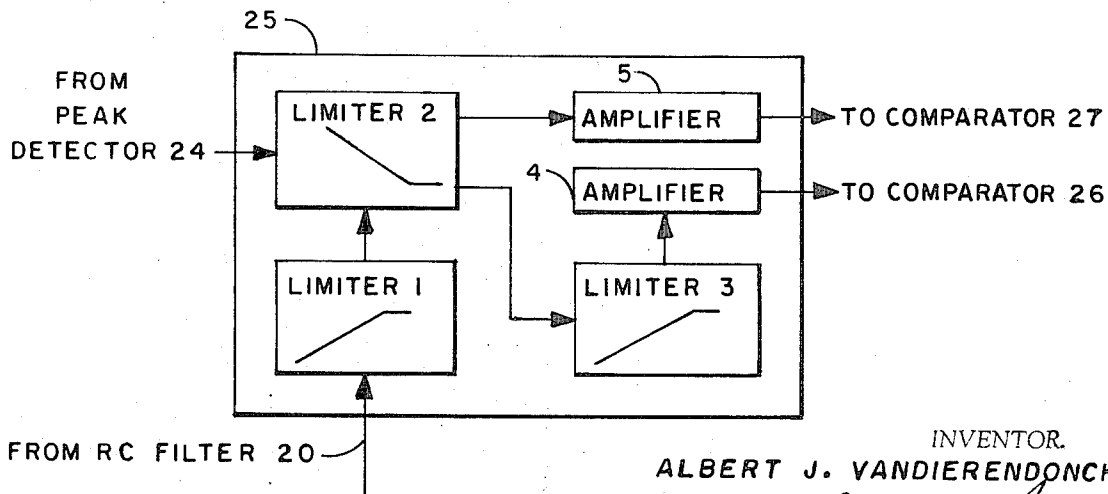 25
FROM
PEAK
DETECTOR 24
LIMITER 2
5
AMPLIFIER
TO COMPARATOR 27
4
AMPLIFIER
TO COMPARATOR 26
LIMITER 1
LIMITER 3
FROM RC FILTER 20
INVENTOR.
ALBERT J. VANDIERENDONCK